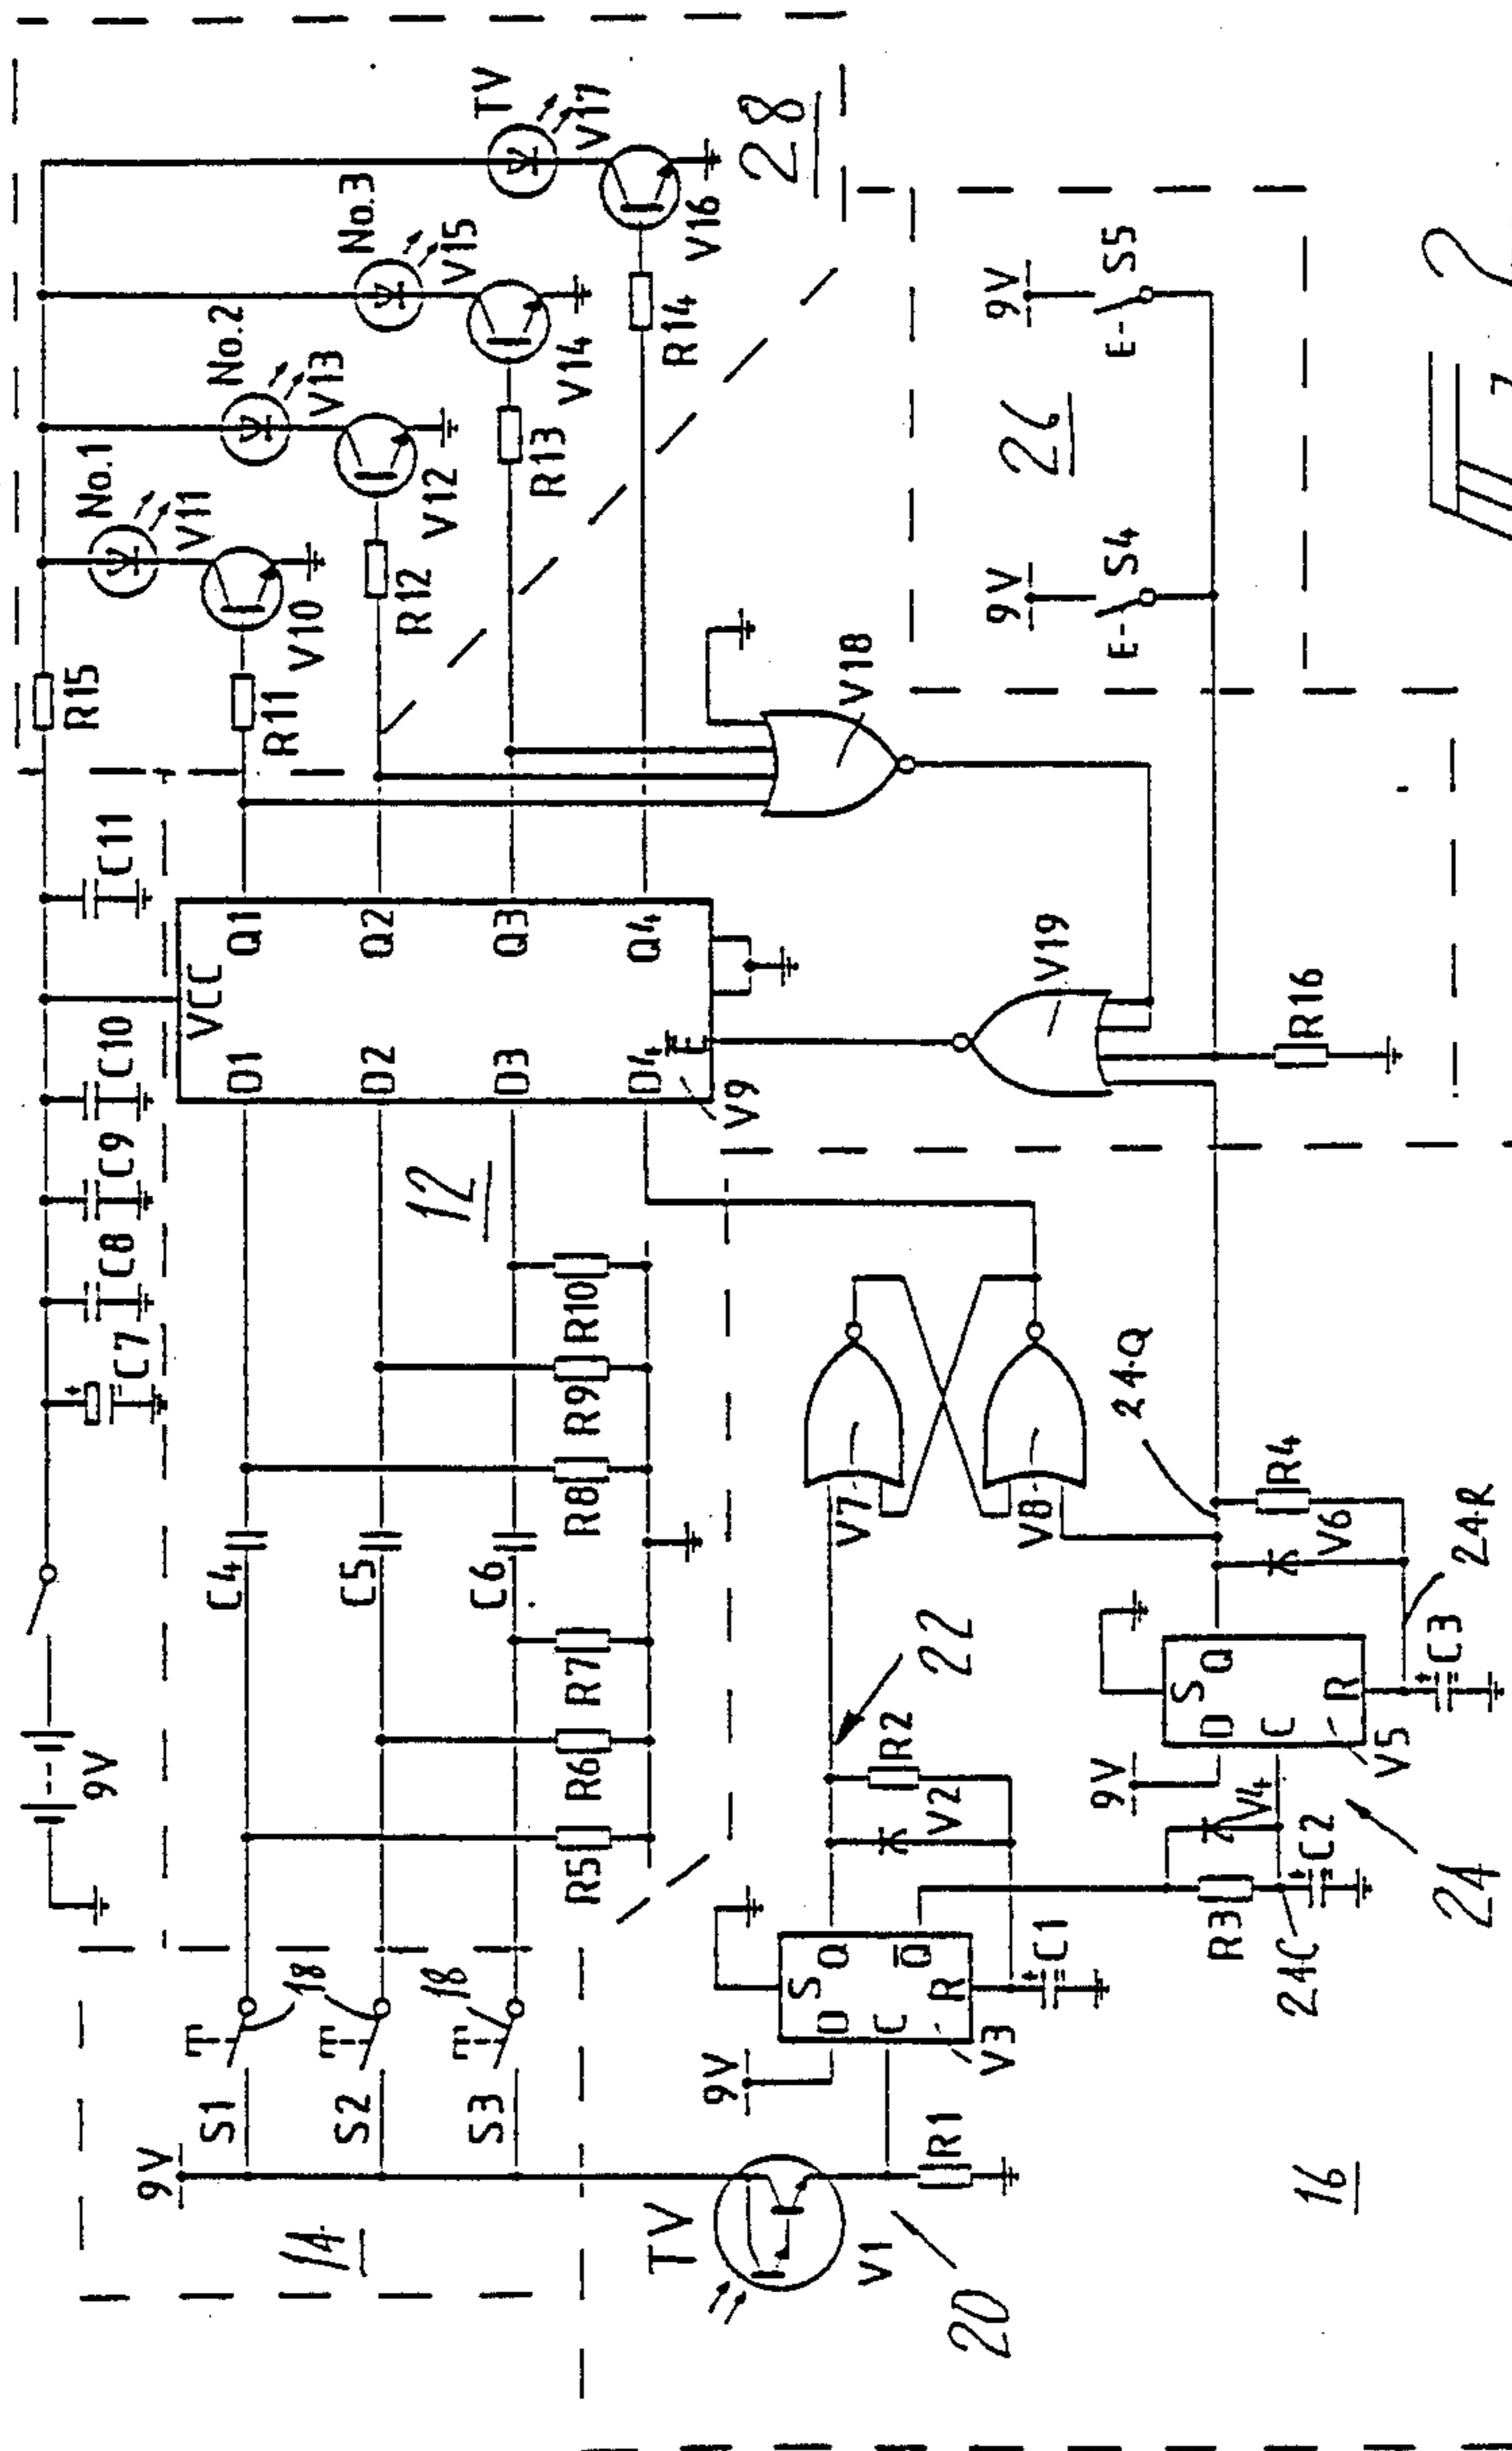 9V
C7
C8
C9
C10
C11
R15
No.1
V11
No.2
V13
No.3
V15
TV
V17
14
9V
S1
S2
S3
18
18
C4
C5
C6
R5
R6
R7
R8
R9
R10
12
VCC
D1
Q1
D2
Q2
D3
Q3
D4
Q4
E
V9
R11
V10
R12
V12
R13
V14
R14
V16
28
TV
V1
20
R1
9V
S
D
Q
C
Q
R
V3
C1
V2
R2
22
V7
V8
V18
V19
R16
R3
24C
C2
V4
9V
S
D
Q
C
R
V5
24
C3
24R
V6
R4
24Q
16
26
9V
E
S4
9V
E
S5
2